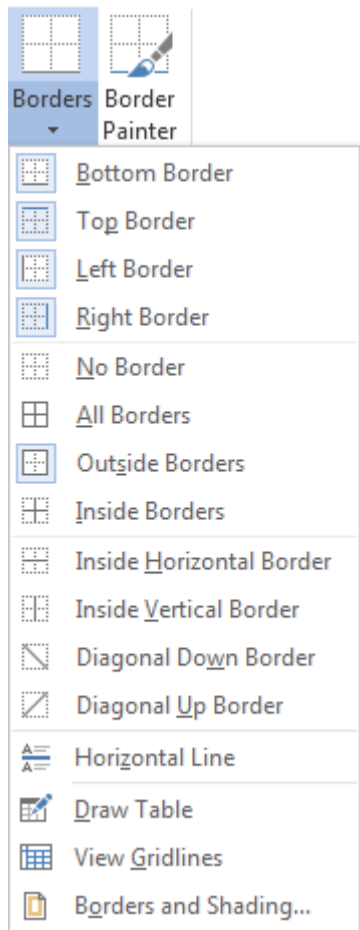 Borders Border
Painter
Bottom Border
Top Border
Left Border
Right Border
No Border
All Borders
Outside Borders
Inside Borders
Inside Horizontal Border
Inside Vertical Border
Diagonal Down Border
Diagonal Up Border
Horizontal Line
Draw Table
View Gridlines
Borders and Shading...